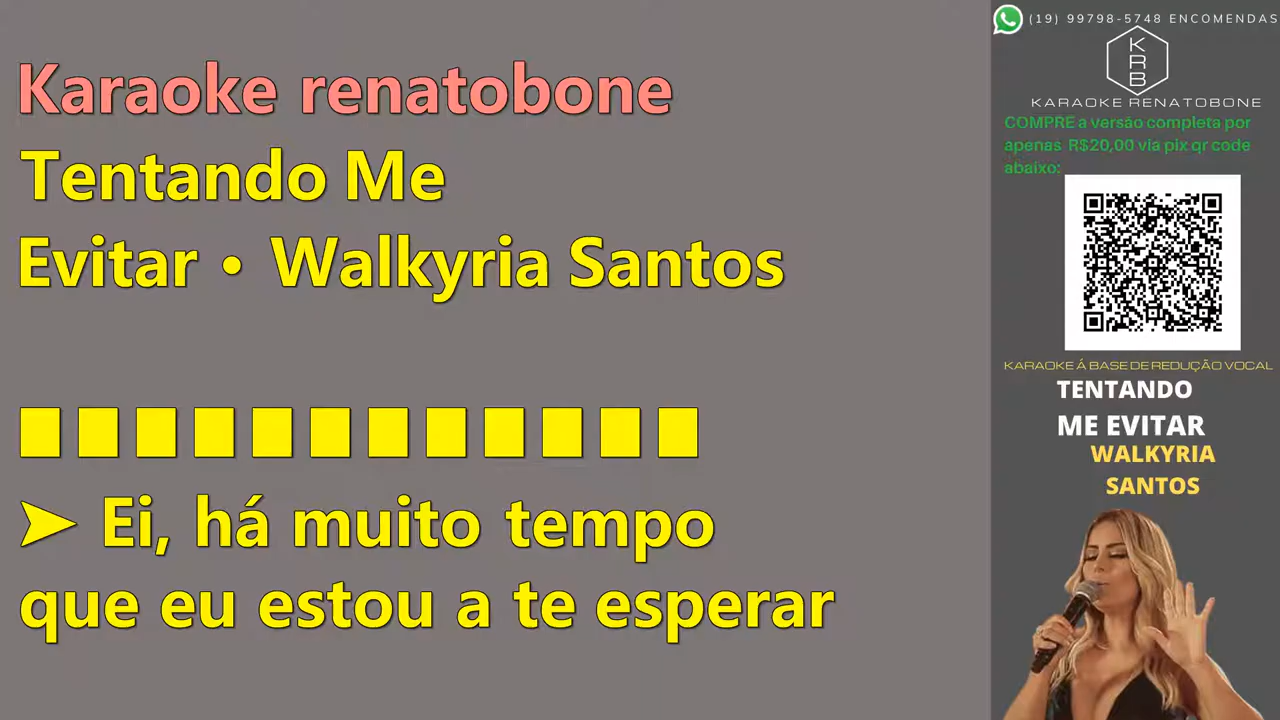 Karaoke renatobone
Tentando Me
Evitar • Walkyria Santos
➤ Ei, há muito tempo
que eu estou a te esperar
(19) 99798-5748 ENCOMENDAS
K
R
B
KARAOKE RENATOBONE
COMPRE a versão completa por
apenas R$20,00 via pix qr code
abaixo:
KARAOKE Á BASE DE REDUÇÃO VOCAL
TENTANDO
ME EVITAR
WALKYRIA
SANTOS